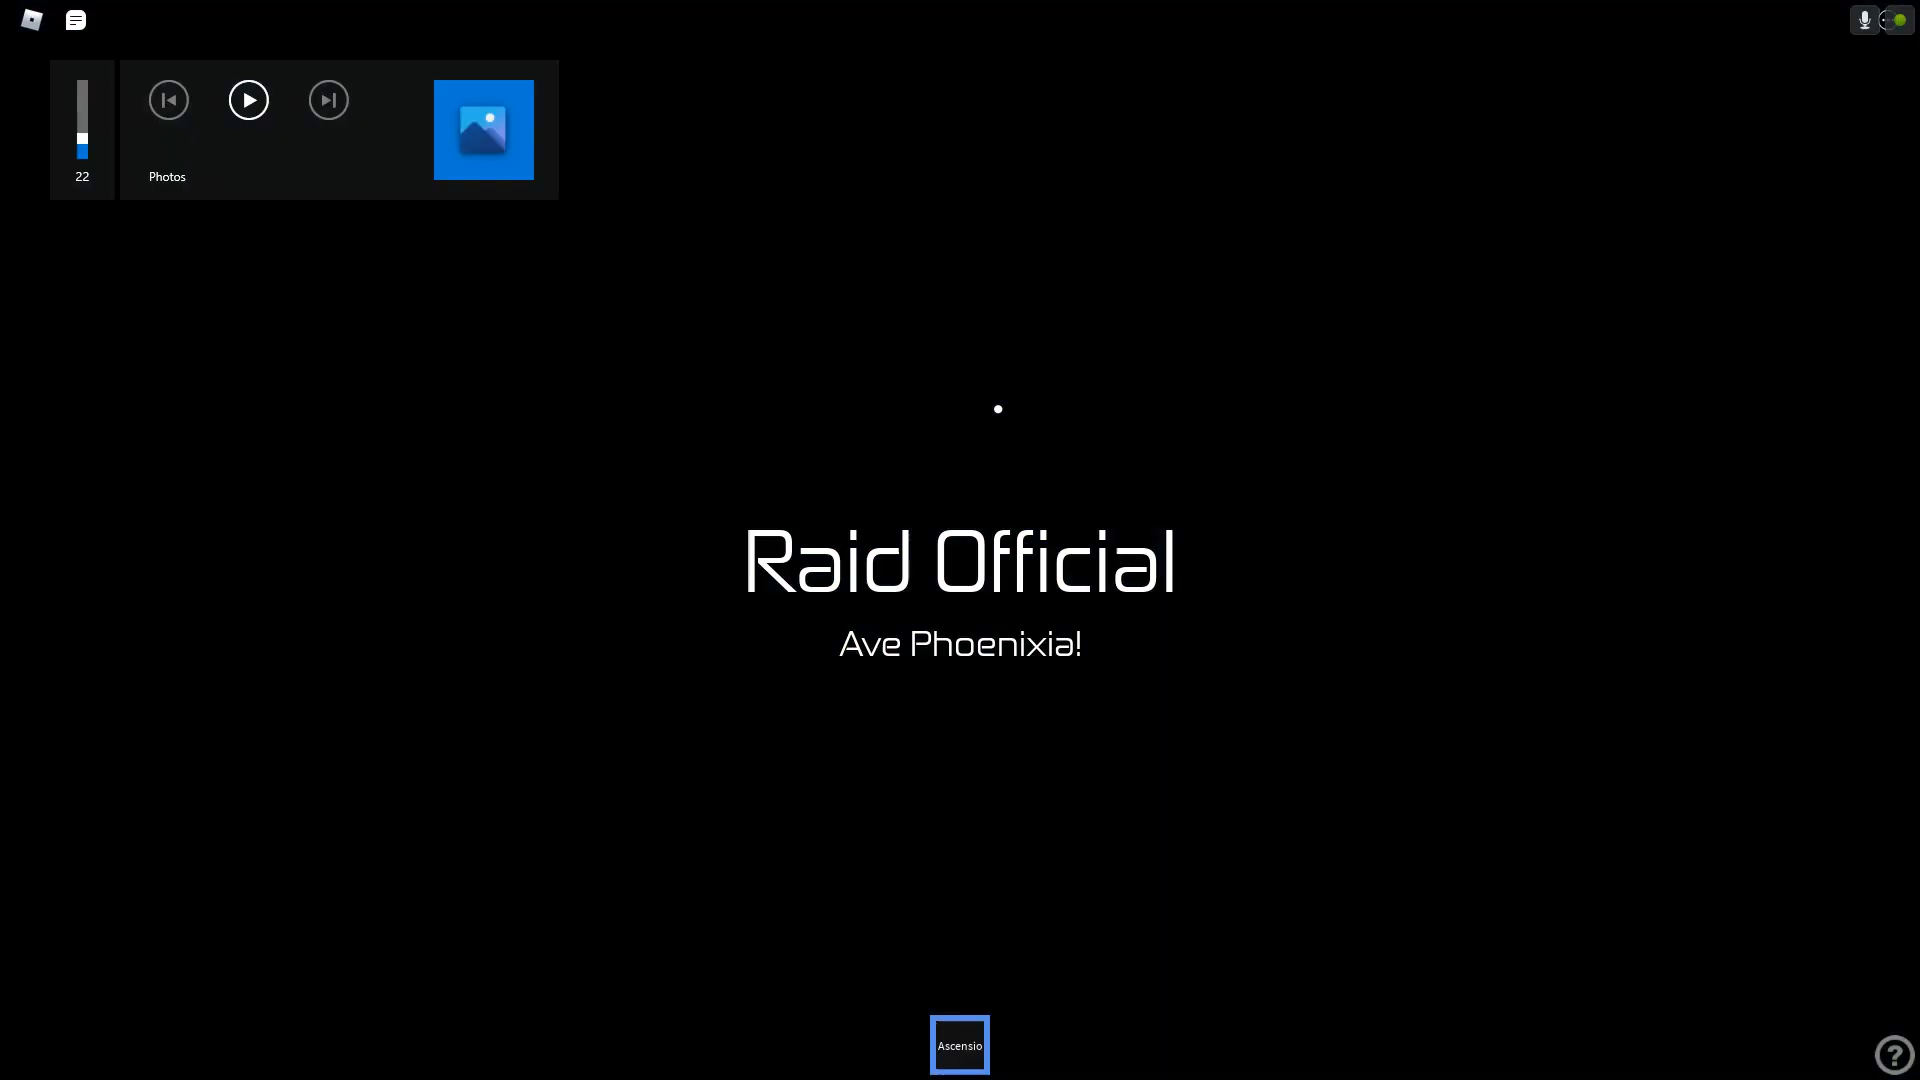 22
Photos
Raid Official
Ave Phoenixia!
Ascensio
?